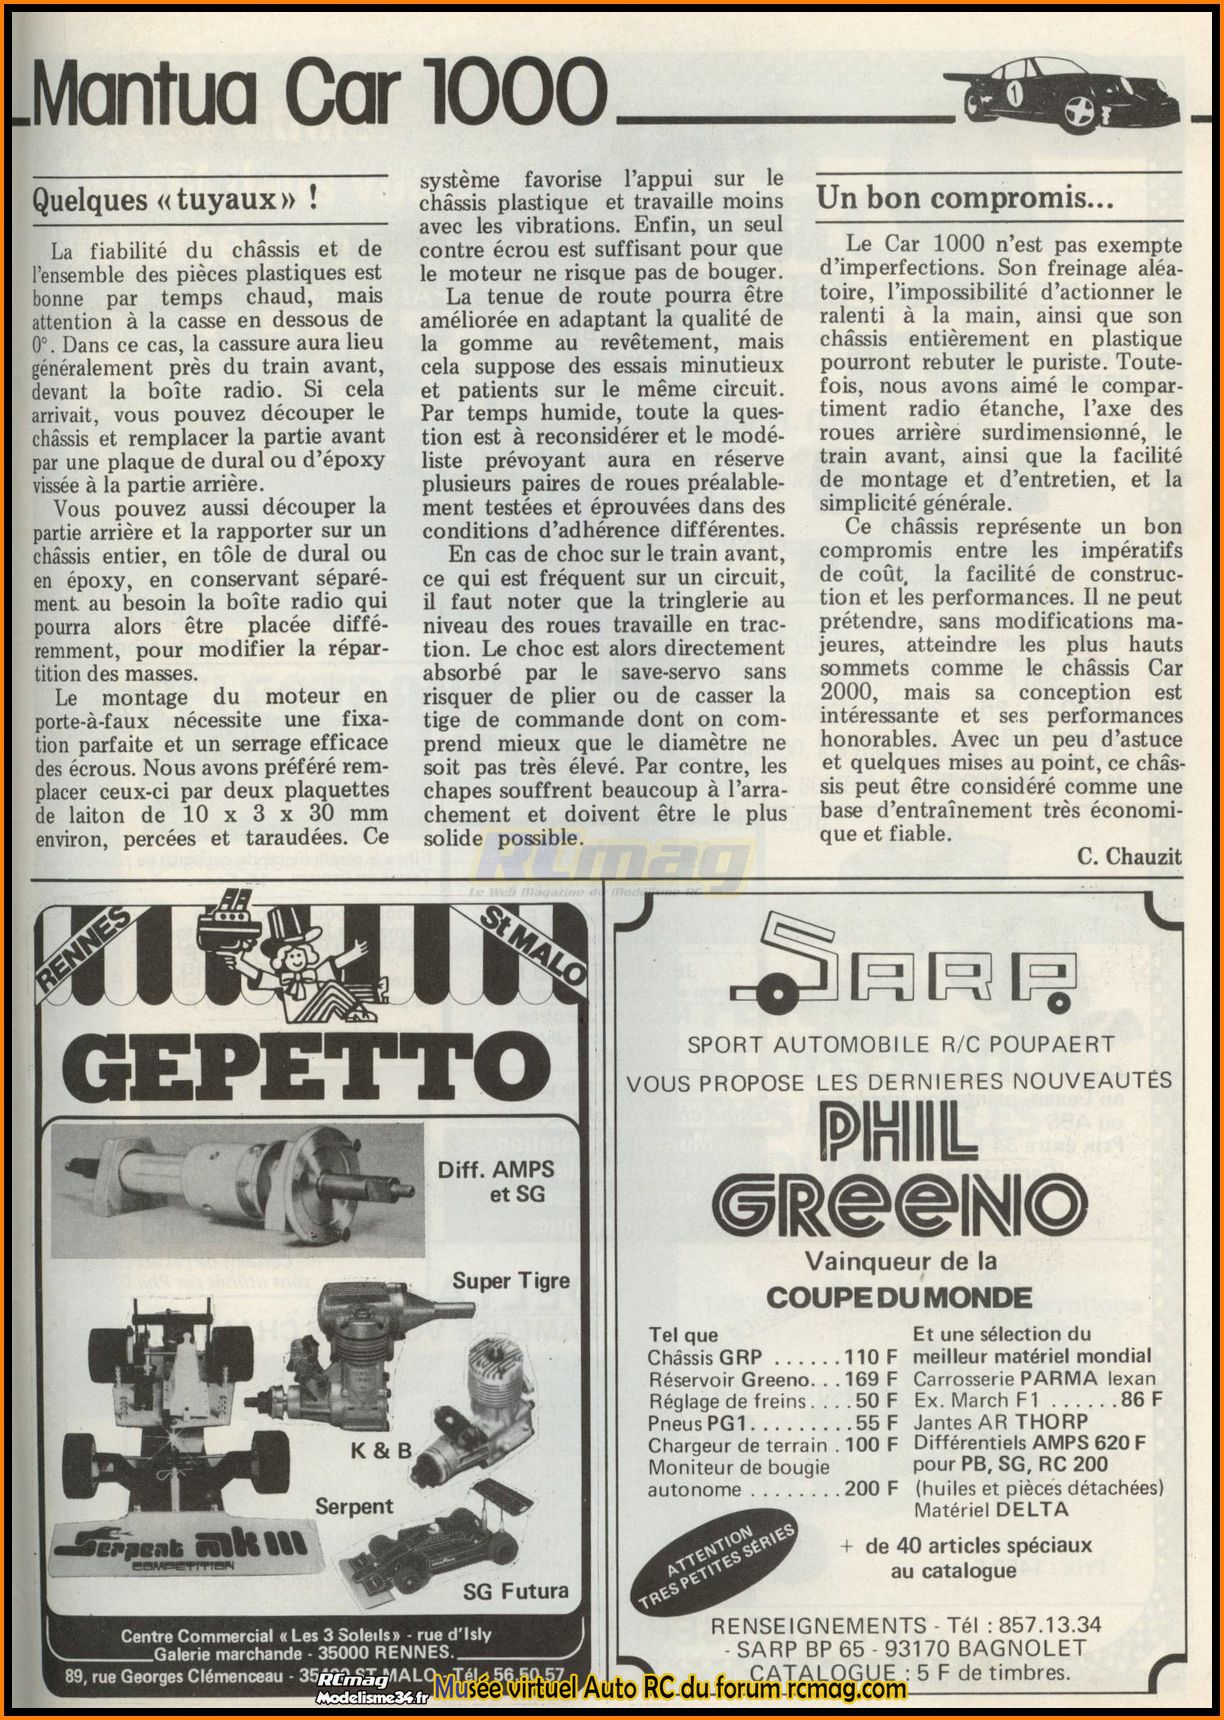 Mantua Car 1000
1
Quelques «tuyaux» !
La fiabilité du châssis et de
l'ensemble des pièces plastiques est
bonne par temps chaud, mais
attention à la casse en dessous de
0°. Dans ce cas, la cassure aura lieu
généralement près du train avant,
devant la boîte radio. Si cela
arrivait, vous pouvez découper le
châssis et remplacer la partie avant
par une plaque de dural ou d'époxy
vissée à la partie arrière.
Vous pouvez aussi découper la
partie arrière et la rapporter sur un
châssis entier, en tôle de dural ou
en époxy, en conservant séparé-
ment au besoin la boîte radio qui
pourra alors être placée diffé-
remment, pour modifier la répar-
tition des masses.
Le montage du moteur en
porte-à-faux nécessite une fixa-
tion parfaite et un serrage efficace
des écrous. Nous avons préféré rem-
placer ceux-ci par deux plaquettes
de laiton de 10 x 3 x 30 mm
environ, percées et taraudées. Ce
système favorise l'appui sur le
châssis plastique et travaille moins
avec les vibrations. Enfin, un seul
contre écrou est suffisant pour que
le moteur ne risque pas de bouger.
La tenue de route pourra être
améliorée en adaptant la qualité de
la gomme au revêtement, mais
cela suppose des essais minutieux
et patients sur le même circuit.
Par temps humide, toute la ques-
tion est à reconsidérer et le modé-
liste prévoyant aura en réserve
plusieurs paires de roues préalable-
ment testées et éprouvées dans des
conditions d'adhérence différentes.
En cas de choc sur le train avant,
ce qui est fréquent sur un circuit,
il faut noter que la tringlerie au
niveau des roues travaille en trac-
tion. Le choc est alors directement
absorbé par le save-servo sans
risquer de plier ou de casser la
tige de commande dont on com-
prend mieux que le diamètre ne
soit pas très élevé. Par contre, les
chapes souffrent beaucoup à l'arra-
chement et doivent être le plus
solide possible.
Un bon compromis...
Le Car 1000 n'est pas exempte
d'imperfections. Son freinage aléa-
toire, l'impossibilité d'actionner le
ralenti à la main, ainsi que son
châssis entièrement en plastique
pourront rebuter le puriste. Toute-
fois, nous avons aimé le compar-
timent radio étanche, l'axe des
roues arrière surdimensionné, le
train avant, ainsi que la facilité
de montage et d'entretien, et la
simplicité générale.
Ce châssis représente un bon
compromis entre les impératifs
de coût, la facilité de construc-
tion et les performances. Il ne peut
prétendre, sans modifications ma-
jeures, atteindre les plus hauts
sommets comme le châssis Car
2000, mais sa conception est
intéressante et ses performances
honorables. Avec un peu d'astuce
et quelques mises au point, ce châs-
sis peut être considéré comme une
base d'entraînement très économi-
que et fiable.
C. Chauzit
RCmag
Le Web Magazine du Modelisme RC
RENNES
St MALO
GEPETTO
Diff. AMPS
et SG
Super Tigre
K & B
Serpent
Serpent mk III
COMPETITION
SG Futura
Centre Commercial «Les 3 Soleils» - rue d'Isly
Galerie marchande - 35000 RENNES.
89, rue Georges Clémenceau - 35400 ST MALO - Tél. 56.50.57
SARP
SPORT AUTOMOBILE R/C POUPAERT
VOUS PROPOSE LES DERNIERES NOUVEAUTÉS
PHIL
GREENO
Vainqueur de la
COUPE DU MONDE
Tel que
Châssis GRP ......110 F
Réservoir Greeno...169 F
Réglage de freins....50 F
Pneus PG1.........55 F
Chargeur de terrain .100 F
Moniteur de bougie
autonome ........200 F
Et une sélection du
meilleur matériel mondial
Carrosserie PARMA lexan
Ex. March F1 ......86 F
Jantes AR THORP
Différentiels AMPS 620 F
pour PB, SG, RC 200
(huiles et pièces détachées)
Matériel DELTA
ATTENTION
TRES PETITES SÉRIES
+ de 40 articles spéciaux
au catalogue
RENSEIGNEMENTS - Tél : 857.13.34
- SARP BP 65 - 93170 BAGNOLET
CATALOGUE : 5 F de timbres.
RCmag
Modelisme34.fr
Musée virtuel Auto RC du forum rcmag.com